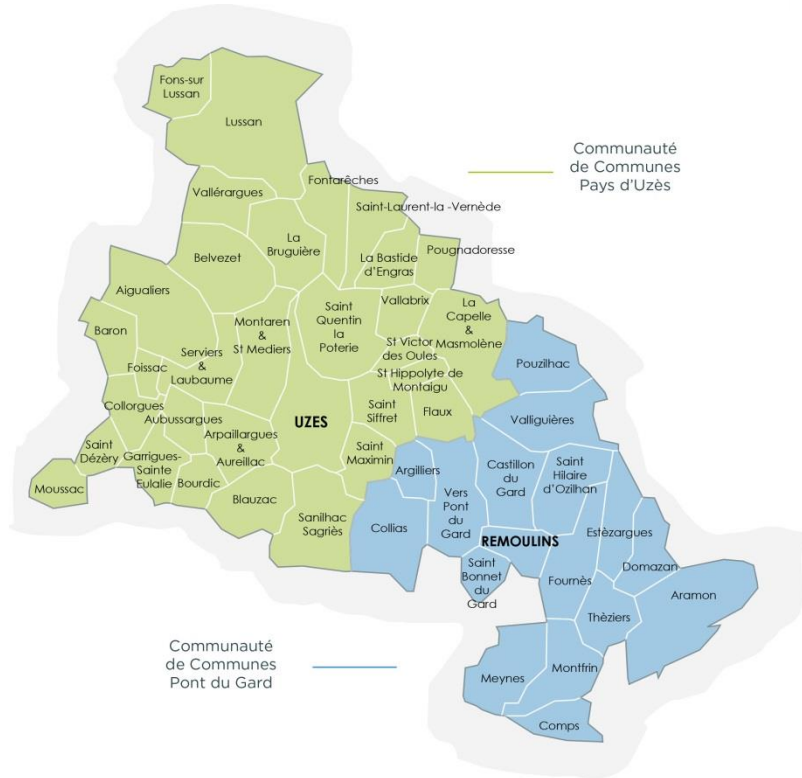 Fons-sur
Lussan
Lussan
Communauté
de Communes
Pays d'Uzès
Vallérargues
Fontarêches
Saint-Laurent-la -Vernède
La
Bruguière
Pougnadoresse
Belvezet
La Bastide
d'Engras
Aigualiers
Vallabrix
La
Capelle
&
Masmolène
Saint
Quentin
la
Poterie
Montaren
&
St Mediers
Baron
Serviers
&
Laubaume
St Victor
des Oules
Pouzilhac
Foissac
St Hippolyte de
Montaigu
Collorgues
Aubussargues
UZES
Saint
Siffret
Flaux
Valliguières
Arpaillargues
&
Aureillac
Saint
Dézèry
Garrigues-
Sainte
Eulalie
Bourdic
Saint
Maximin
Argilliers
Castillon
du
Gard
Saint
Hilaire
d'Ozilhan
Moussac
Blauzac
Sanilhac
Sagriès
Collias
Vers
Pont
du
Gard
REMOULINS
Estèzargues
Saint
Bonnet
du
Gard
Fournès
Domazan
Aramon
Thèziers
Communauté
de Communes
Pont du Gard
Meynes
Montfrin
Comps